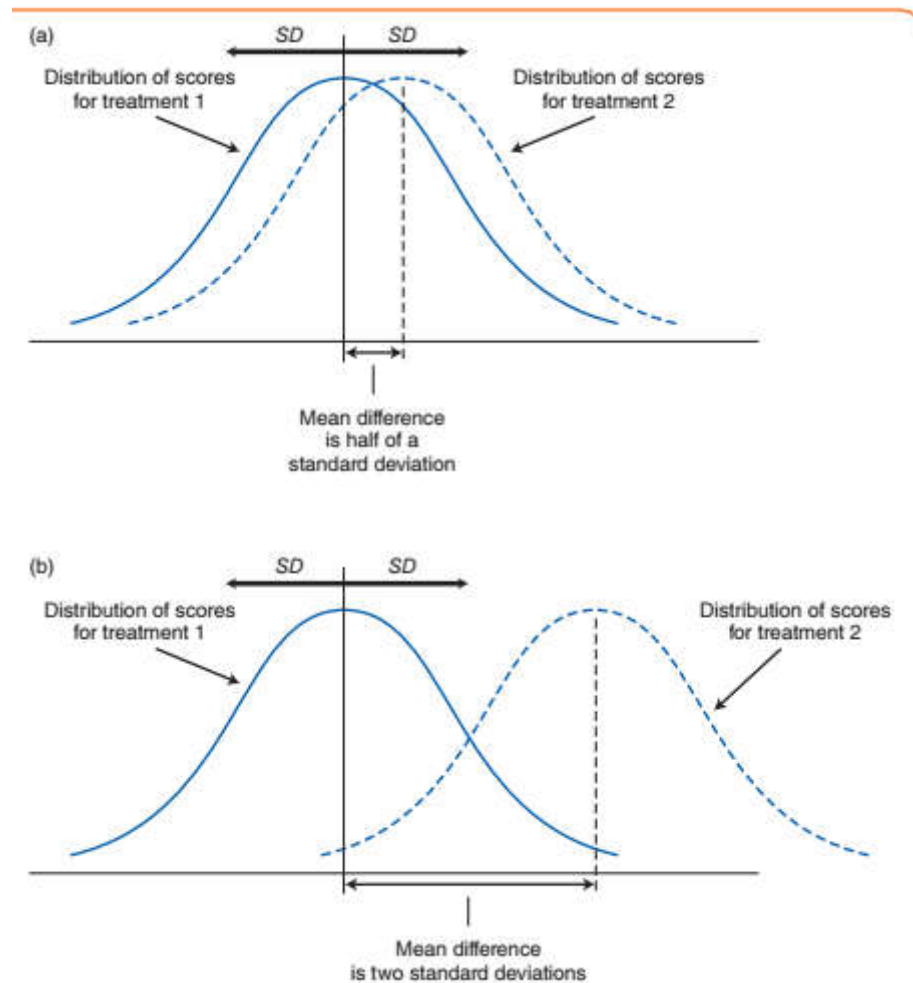 (a)
SD SD
Distribution of scores
for treatment 1
Distribution of scores
for treatment 2
Mean difference
is half of a
standard deviation
(b)
SD SD
Distribution of scores
for treatment 1
Distribution of scores
for treatment 2
Mean difference
is two standard deviations